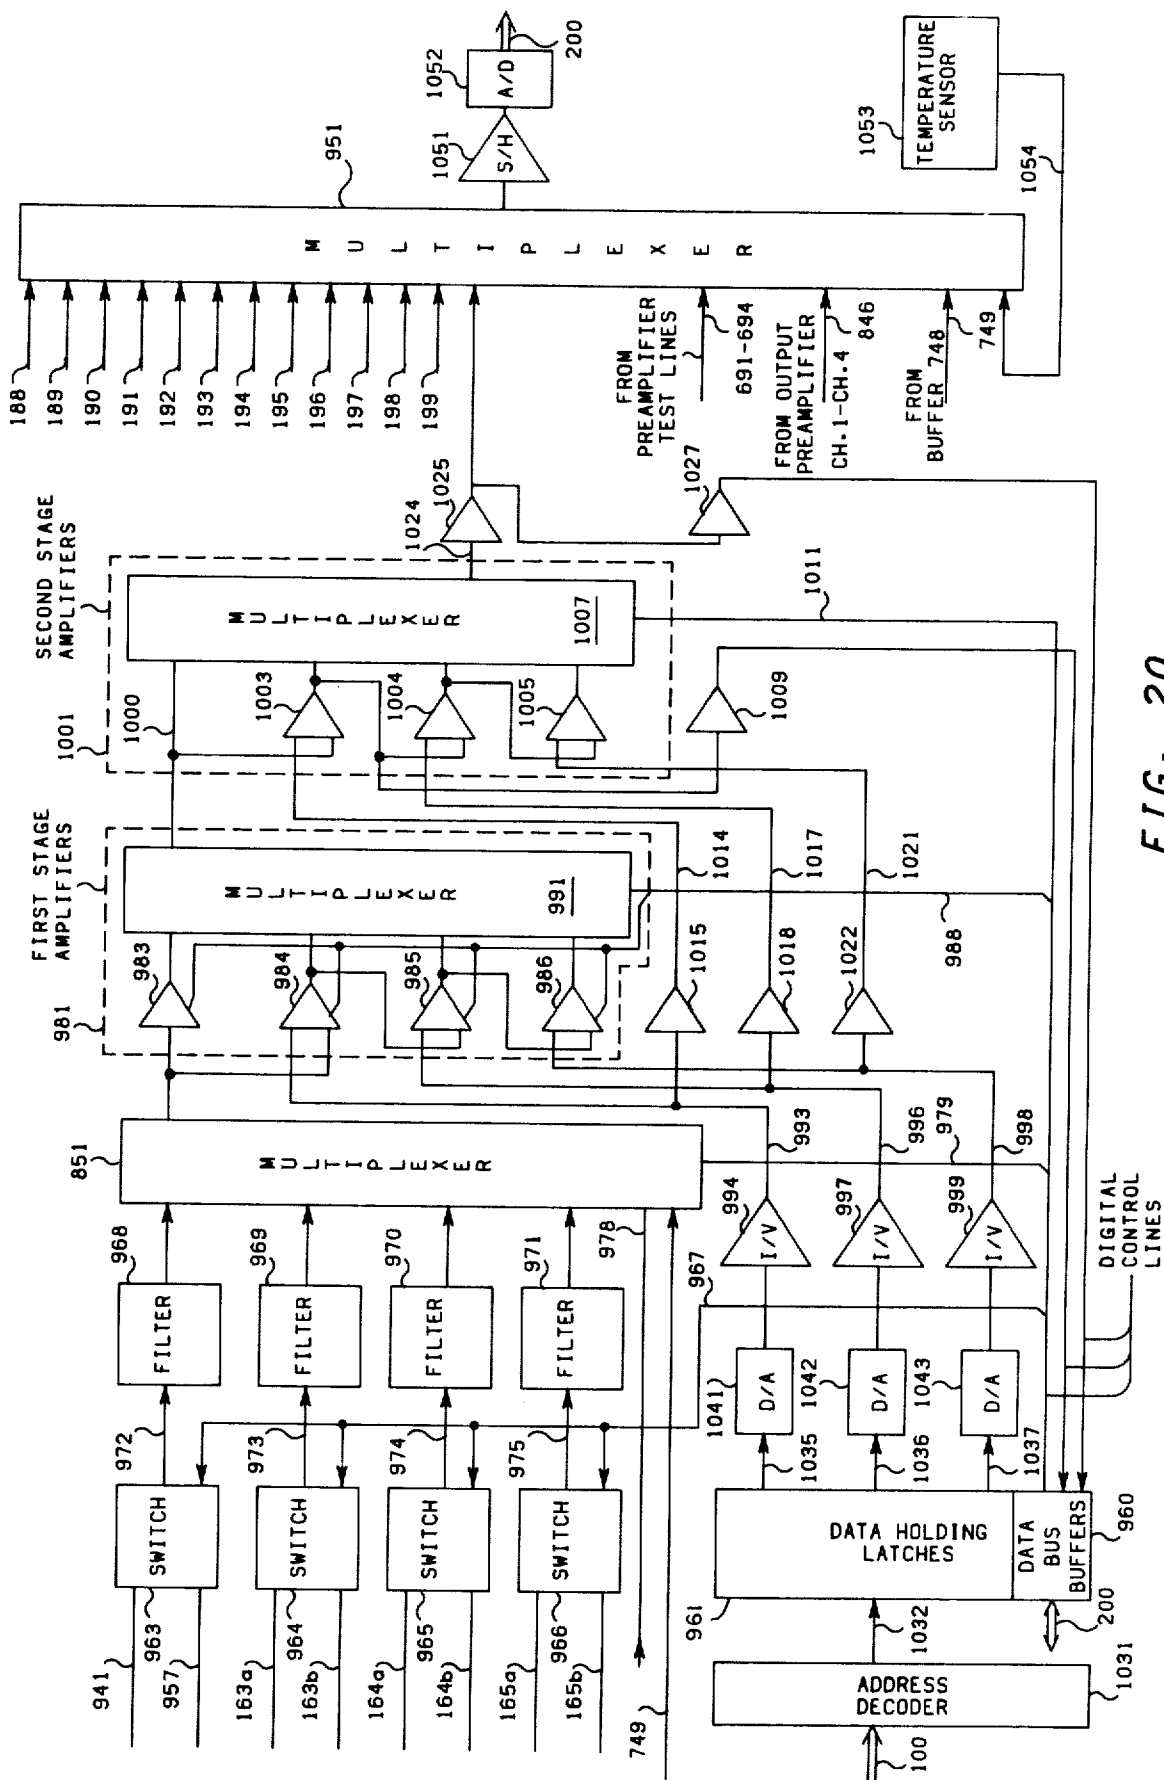 188
189
190
191
192
193
194
195
196
197
198
199
951
MULTIPLEXER
1051
S/H
1052
A/D
200
1053
TEMPERATURE
SENSOR
1054
FROM
PREAMPLIFIER
TEST LINES
691-694
FROM OUTPUT
PREAMPLIFIER
CH.1-CH.4
846
FROM
BUFFER 748
749
SECOND STAGE
AMPLIFIERS
1001
1000
1003
1004
1005
MULTIPLEXER
1007
1024
1025
1027
1009
1011
FIRST STAGE
AMPLIFIERS
981
983
984
985
986
MULTIPLEXER
991
1015
1014
1018
1017
1022
1021
988
851
MULTIPLEXER
968
FILTER
969
FILTER
970
FILTER
971
FILTER
978
972
973
974
975
SWITCH
963
SWITCH
964
SWITCH
965
SWITCH
966
941
957
163a
163b
164a
164b
165a
165b
749
967
994
I/V
993
997
I/V
996
999
I/V
998
979
1041
D/A
1042
D/A
1043
D/A
1035
1036
1037
DIGITAL
CONTROL
LINES
DATA HOLDING
LATCHES
961
DATA
BUS
BUFFERS
960
200
1032
ADDRESS
DECODER
1031
100
FIG. 20